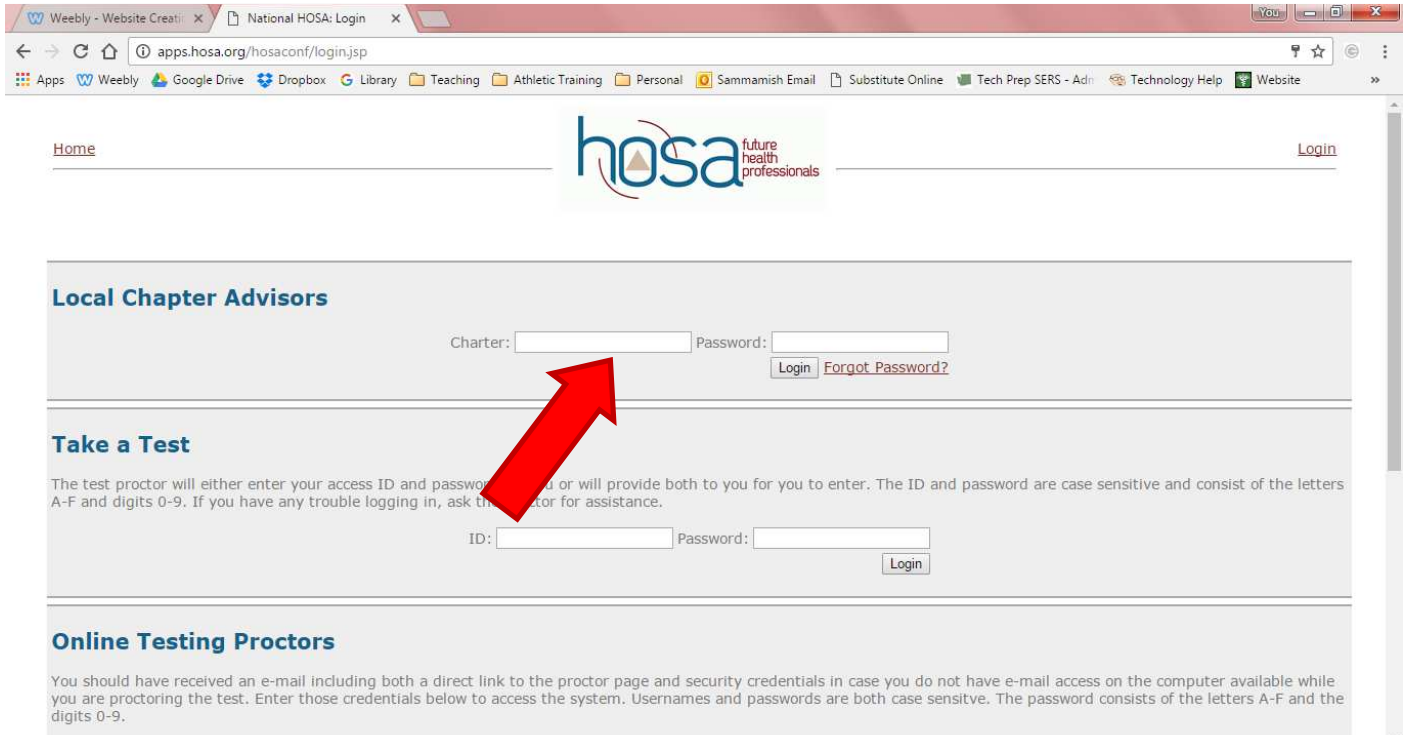 Weebly - Website Creatin
National HOSA: Login
You
apps.hosa.org/hosaconf/login.jsp
Apps Weebly Google Drive Dropbox Library Teaching Athletic Training Personal Sammamish Email Substitute Online Tech Prep SERS - Adm Technology Help Website »
Home
hosa future health professionals
Login
Local Chapter Advisors
Charter: Password:
Login Forgot Password?
Take a Test
The test proctor will either enter your access ID and passwor u or will provide both to you for you to enter. The ID and password are case sensitive and consist of the letters
A-F and digits 0-9. If you have any trouble logging in, ask th ctor for assistance.
ID: Password:
Login
Online Testing Proctors
You should have received an e-mail including both a direct link to the proctor page and security credentials in case you do not have e-mail access on the computer available while
you are proctoring the test. Enter those credentials below to access the system. Usernames and passwords are both case sensitve. The password consists of the letters A-F and the
digits 0-9.